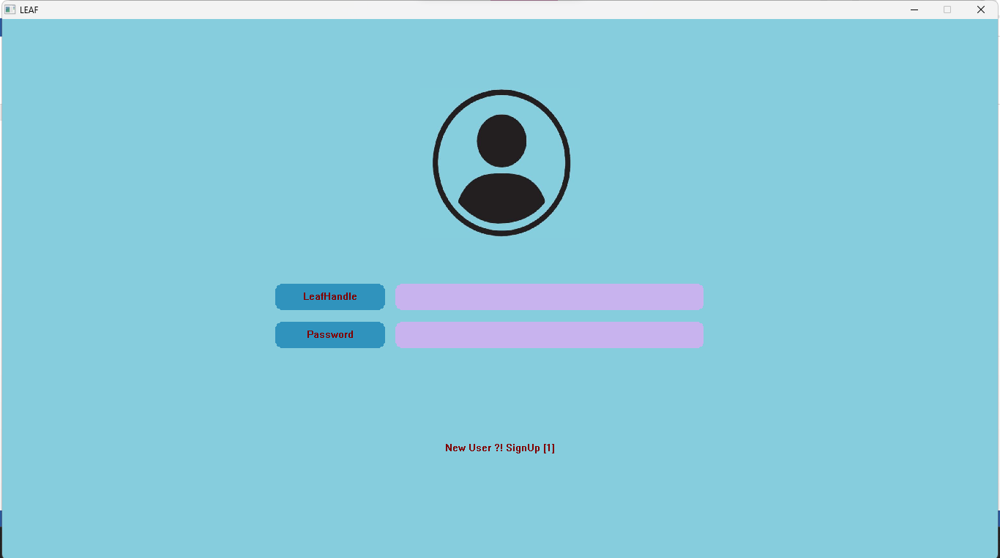 LEAF
LeafHandle
Password
New User ?! SignUp [1]